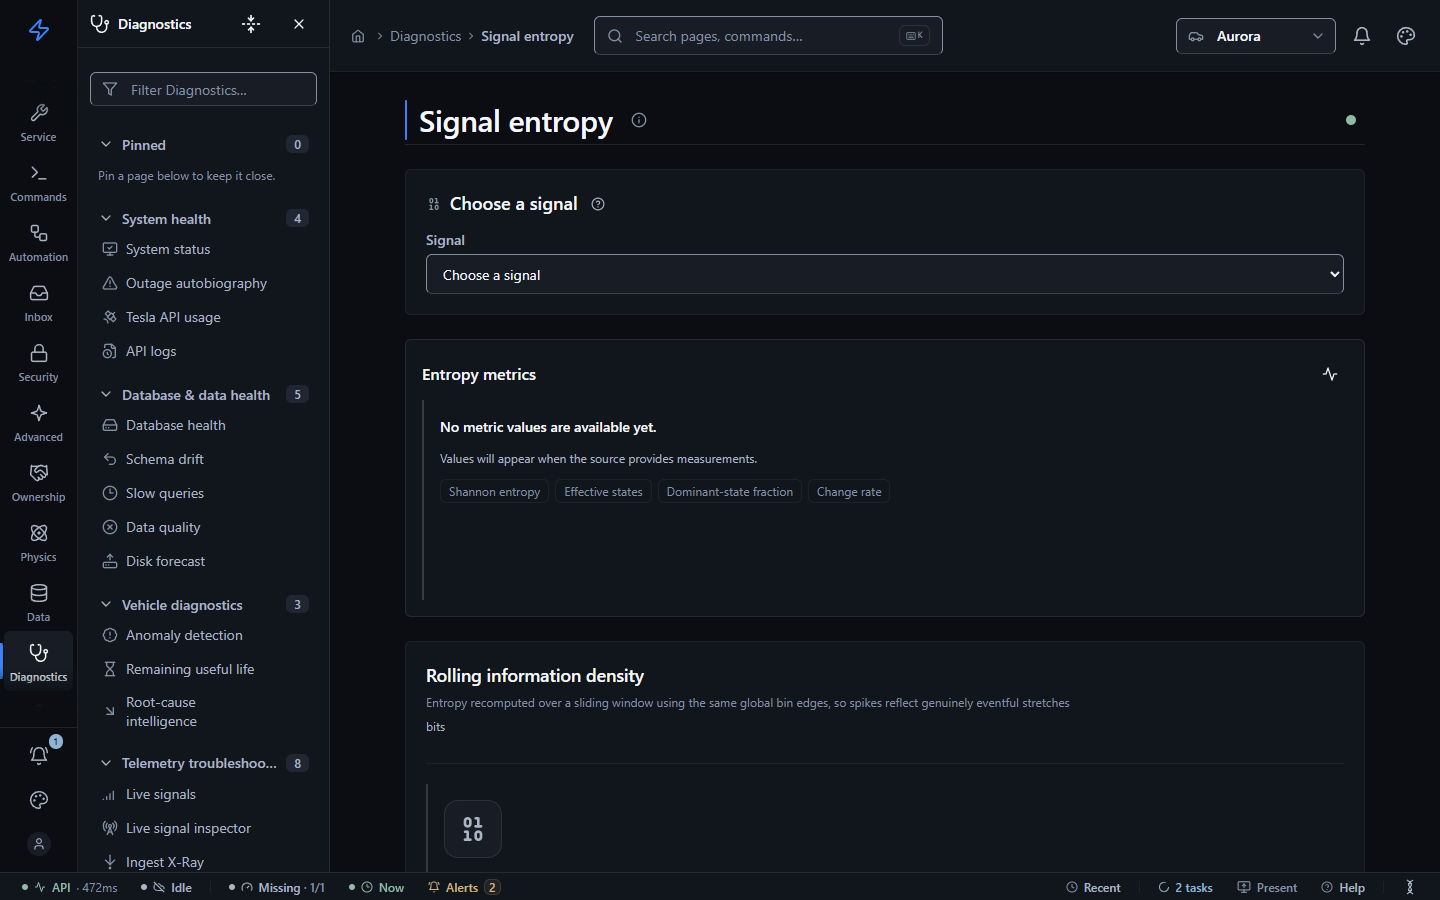 Diagnostics
Filter Diagnostics...
Pinned 0
Pin a page below to keep it close.
System health 4
System status
Outage autobiography
Tesla API usage
API logs
Database & data health 5
Database health
Schema drift
Slow queries
Data quality
Disk forecast
Vehicle diagnostics 3
Anomaly detection
Remaining useful life
Root-cause
intelligence
Telemetry troubleshoo... 8
Live signals
Live signal inspector
Ingest X-Ray
Service
Commands
Automation
Inbox
Security
Advanced
Ownership
Physics
Data
Diagnostics
1
Diagnostics > Signal entropy
Search pages, commands... K
Aurora
Signal entropy
01
10
Choose a signal
Signal
Choose a signal
Entropy metrics
No metric values are available yet.
Values will appear when the source provides measurements.
Shannon entropy Effective states Dominant-state fraction Change rate
Rolling information density
Entropy recomputed over a sliding window using the same global bin edges, so spikes reflect genuinely eventful stretches
bits
01
10
API · 472ms Idle Missing · 1/1 Now Alerts 2 Recent 2 tasks Present Help